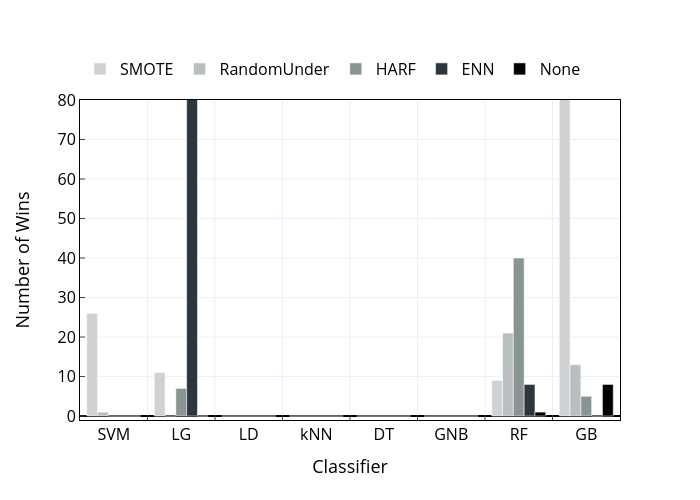 SMOTE RandomUnder HARF ENN None
80
70
60
50
40
30
20
10
0
Number of Wins
SVM LG LD kNN DT GNB RF GB
Classifier